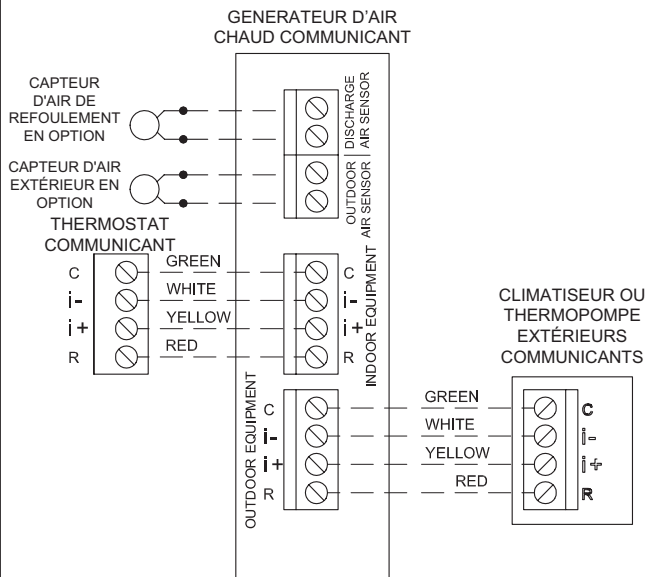 GENERATEUR D'AIR
CHAUD COMMUNICANT
CAPTEUR
D'AIR DE
REFOULEMENT
EN OPTION
DISCHARGE
AIR SENSOR
CAPTEUR D'AIR
EXTÉRIEUR EN
OPTION
OUTDOOR
AIR SENSOR
THERMOSTAT
COMMUNICANT
C GREEN C
i- WHITE i-
i+ YELLOW i+
R RED R
INDOOR EQUIPMENT
CLIMATISEUR OU
THERMOPOMPE
EXTÉRIEURS
COMMUNICANTS
OUTDOOR EQUIPMENT
C GREEN C
i- WHITE i-
i+ YELLOW i+
R RED R